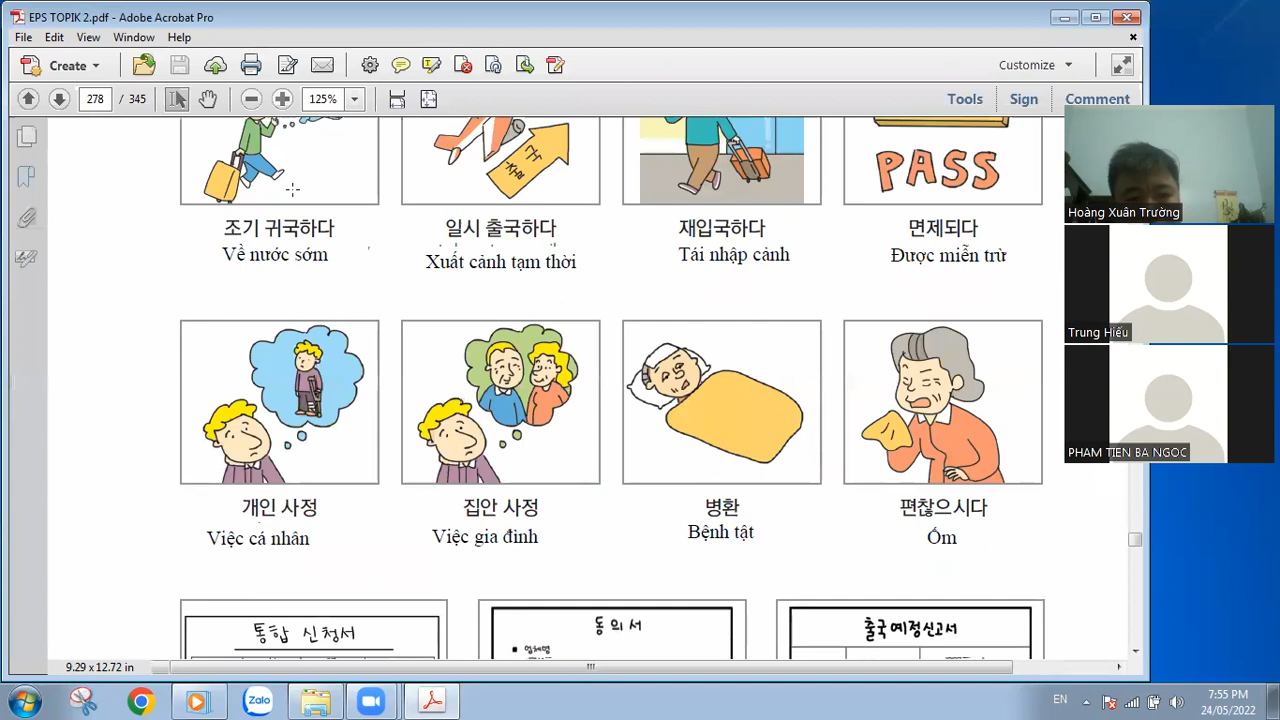 EPS TOPIK 2.pdf - Adobe Acrobat Pro
File Edit View Window Help
Create
Customize
278 / 345
125%
Tools Sign Comment
출국
PASS
조기 귀국하다
일시 출국하다
재입국하다
면제되다
Về nước sớm
Xuất cảnh tạm thời
Tái nhập cảnh
Được miễn trừ
개인 사정
집안 사정
병환
편찮으시다
Việc cá nhân
Việc gia đình
Bệnh tật
Ốm
통합 신청서
동의서
출국예정신고서
업체명
9.29 x 12.72 in
Hoàng Xuân Trường
Trung Hiếu
PHAM TIEN BA NGOC
Zalo
EN
7:55 PM
24/05/2022